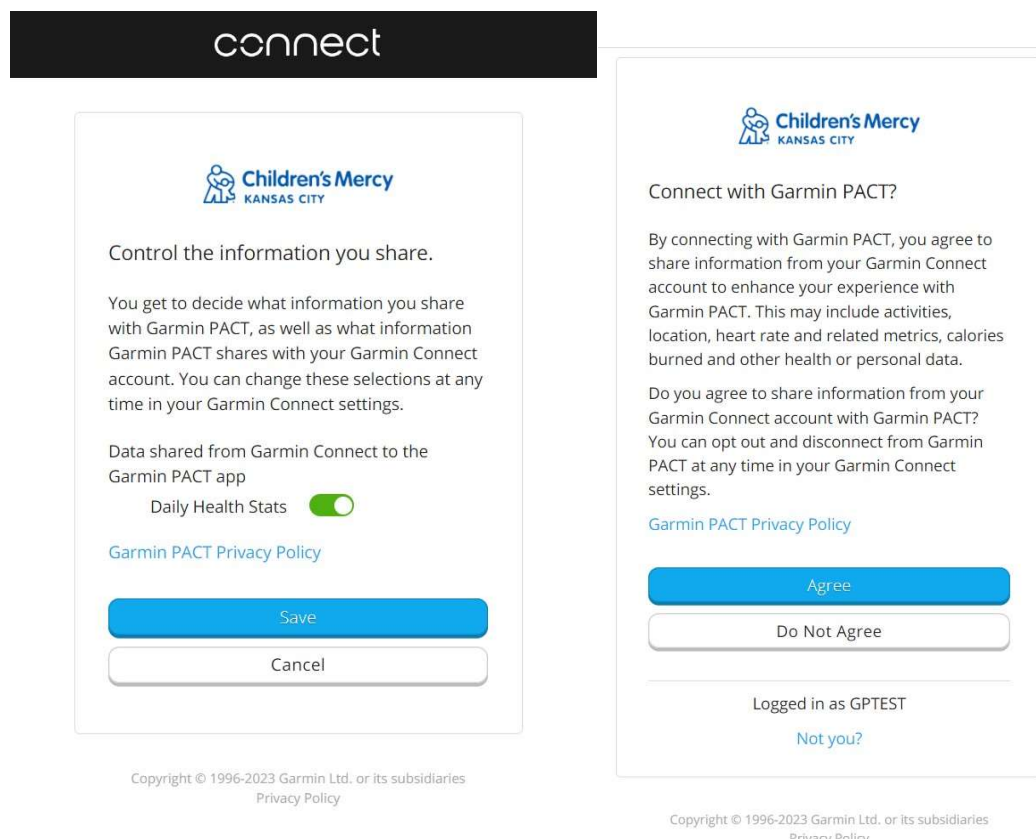 connect
Children's Mercy
KANSAS CITY
Control the information you share.
You get to decide what information you share
with Garmin PACT, as well as what information
Garmin PACT shares with your Garmin Connect
account. You can change these selections at any
time in your Garmin Connect settings.
Data shared from Garmin Connect to the
Garmin PACT app
Daily Health Stats
Garmin PACT Privacy Policy
Save
Cancel
Copyright © 1996-2023 Garmin Ltd. or its subsidiaries
Privacy Policy
Children's Mercy
KANSAS CITY
Connect with Garmin PACT?
By connecting with Garmin PACT, you agree to
share information from your Garmin Connect
account to enhance your experience with
Garmin PACT. This may include activities,
location, heart rate and related metrics, calories
burned and other health or personal data.
Do you agree to share information from your
Garmin Connect account with Garmin PACT?
You can opt out and disconnect from Garmin
PACT at any time in your Garmin Connect
settings.
Garmin PACT Privacy Policy
Agree
Do Not Agree
Logged in as GPTEST
Not you?
Copyright © 1996-2023 Garmin Ltd. or its subsidiaries
Privacy Policy